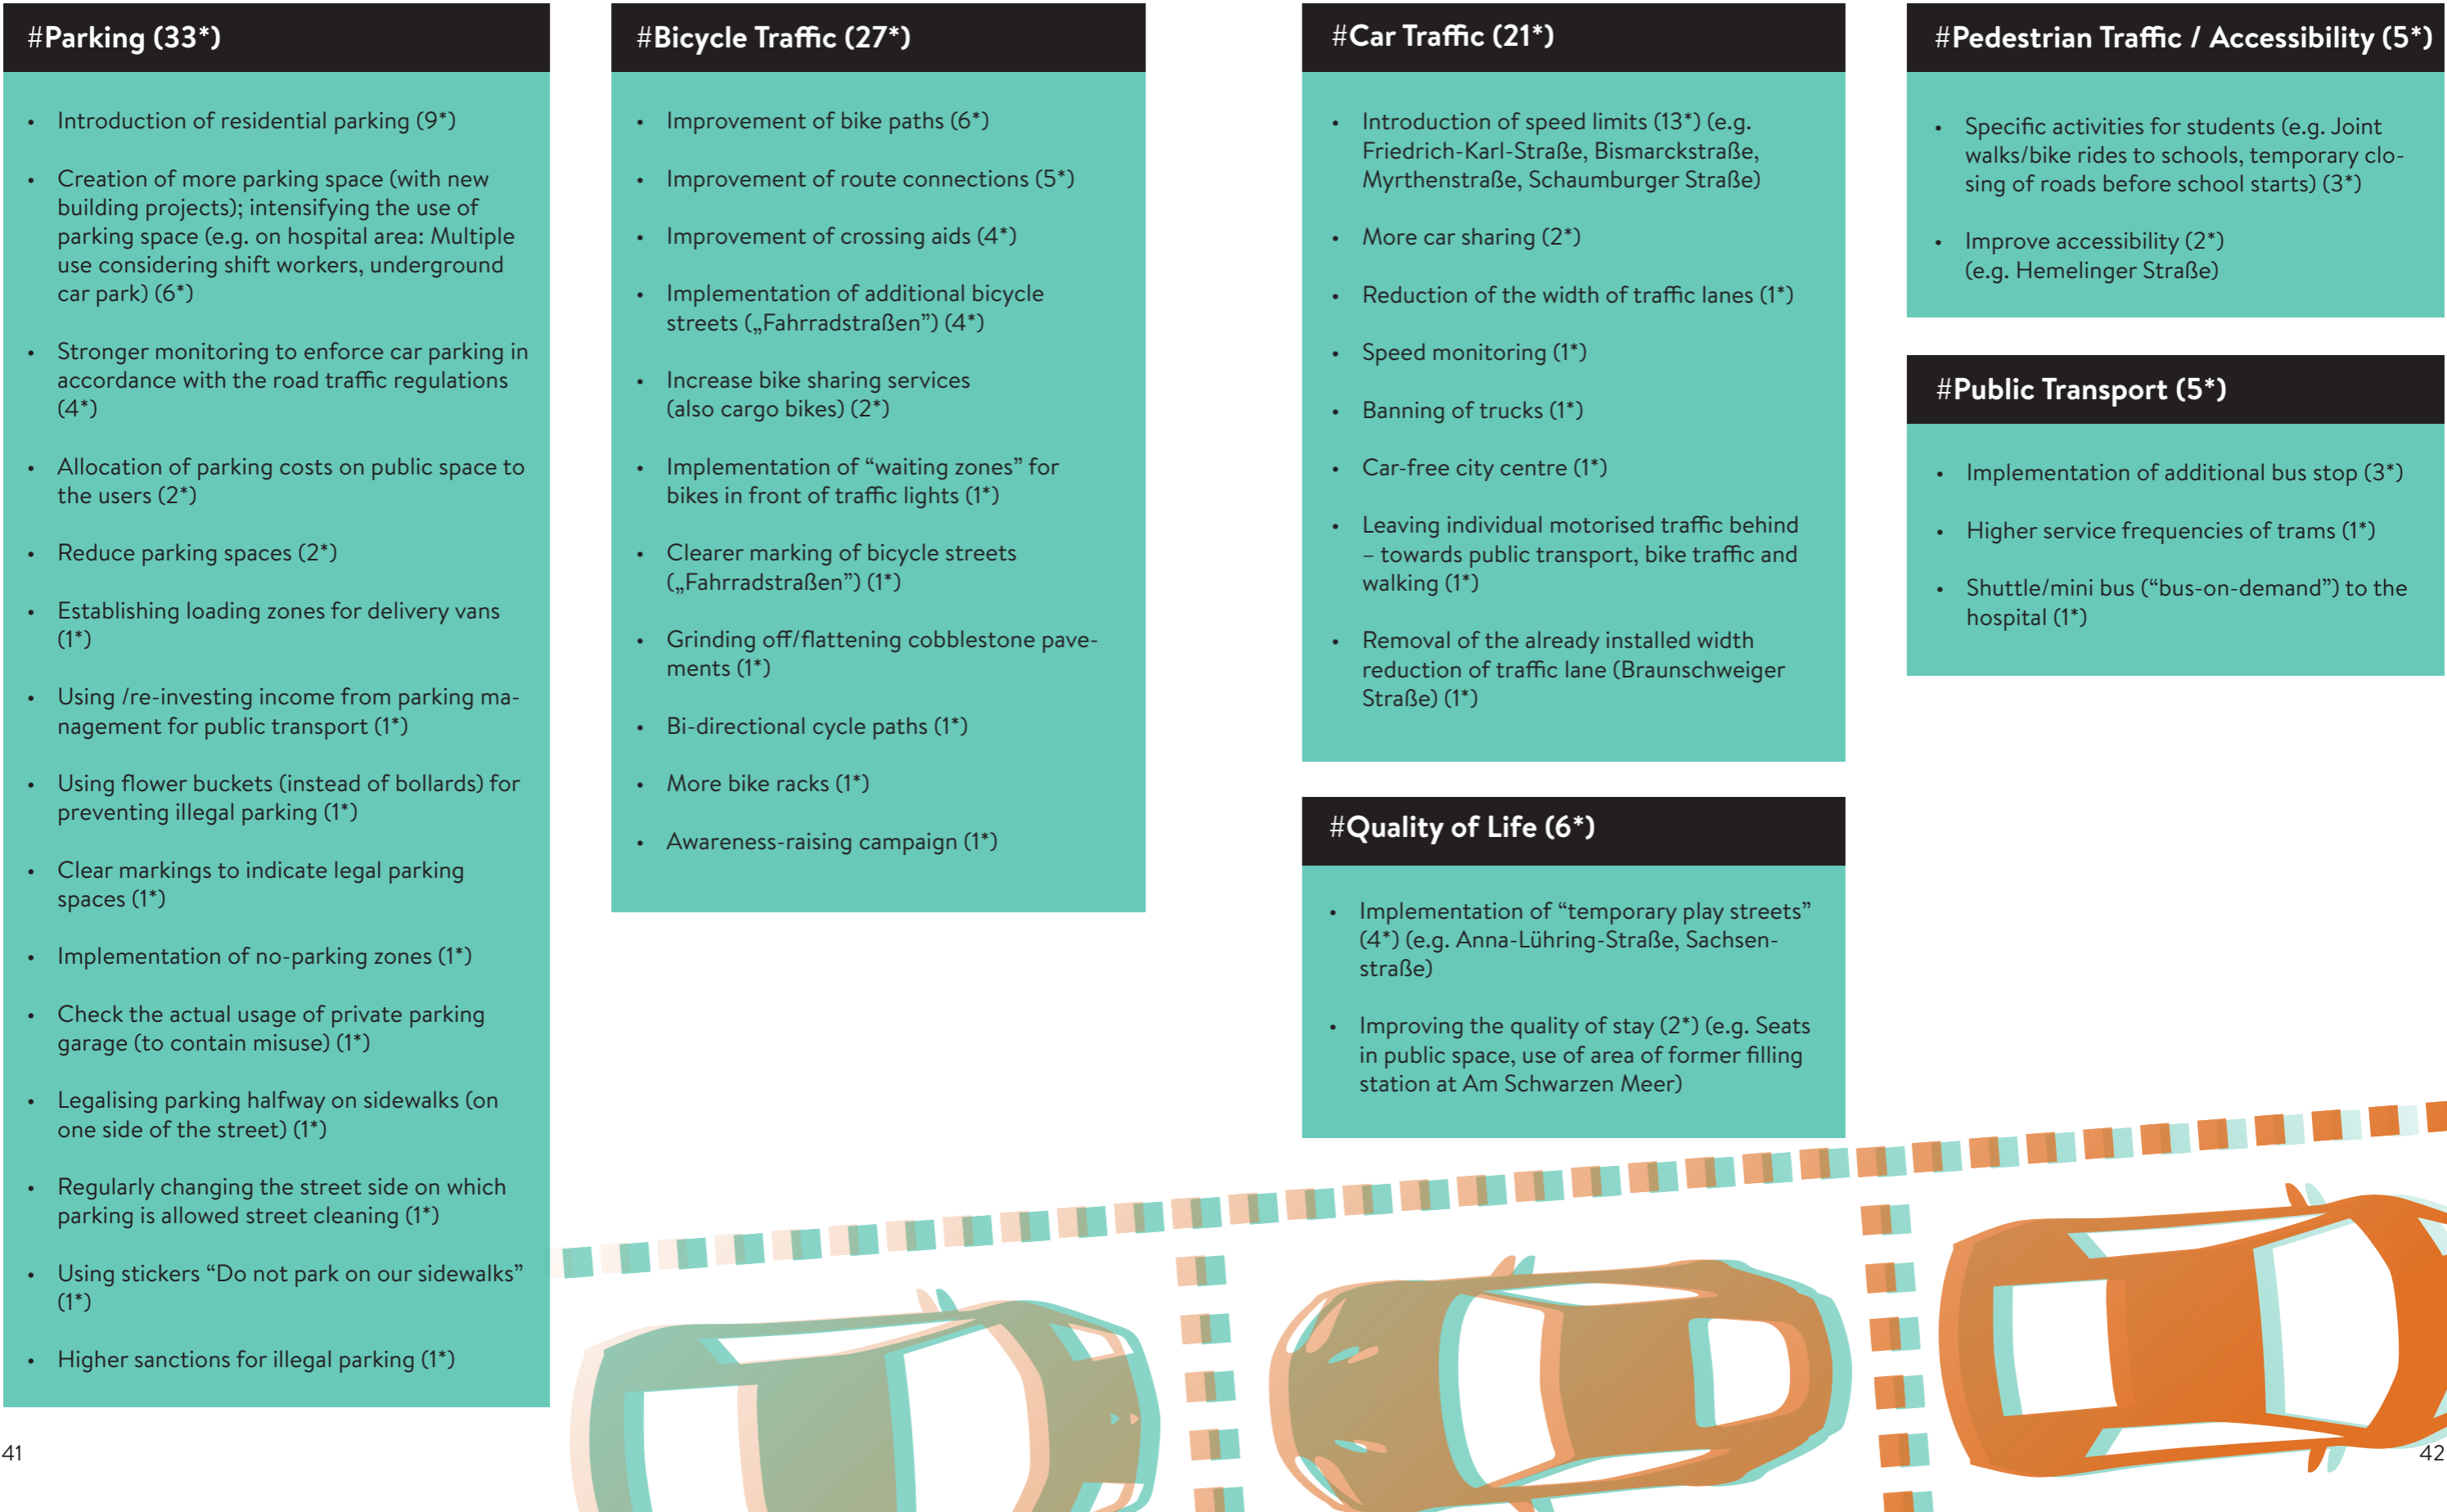 #Parking (33*)
• Introduction of residential parking (9*)
• Creation of more parking space (with new
building projects); intensifying the use of
parking space (e.g. on hospital area: Multiple
use considering shift workers, underground
car park) (6*)
• Stronger monitoring to enforce car parking in
accordance with the road traffic regulations
(4*)
• Allocation of parking costs on public space to
the users (2*)
• Reduce parking spaces (2*)
• Establishing loading zones for delivery vans
(1*)
• Using /re-investing income from parking ma-
nagement for public transport (1*)
• Using flower buckets (instead of bollards) for
preventing illegal parking (1*)
• Clear markings to indicate legal parking
spaces (1*)
• Implementation of no-parking zones (1*)
• Check the actual usage of private parking
garage (to contain misuse) (1*)
• Legalising parking halfway on sidewalks (on
one side of the street) (1*)
• Regularly changing the street side on which
parking is allowed street cleaning (1*)
• Using stickers “Do not park on our sidewalks”
(1*)
• Higher sanctions for illegal parking (1*)
41
#Bicycle Traffic (27*)
• Improvement of bike paths (6*)
• Improvement of route connections (5*)
• Improvement of crossing aids (4*)
• Implementation of additional bicycle
streets („Fahrradstraßen”) (4*)
• Increase bike sharing services
(also cargo bikes) (2*)
• Implementation of “waiting zones” for
bikes in front of traffic lights (1*)
• Clearer marking of bicycle streets
(„Fahrradstraßen”) (1*)
• Grinding off/flattening cobblestone pave-
ments (1*)
• Bi-directional cycle paths (1*)
• More bike racks (1*)
• Awareness-raising campaign (1*)
#Car Traffic (21*)
• Introduction of speed limits (13*) (e.g.
Friedrich-Karl-Straße, Bismarckstraße,
Myrthenstraße, Schaumburger Straße)
• More car sharing (2*)
• Reduction of the width of traffic lanes (1*)
• Speed monitoring (1*)
• Banning of trucks (1*)
• Car-free city centre (1*)
• Leaving individual motorised traffic behind
– towards public transport, bike traffic and
walking (1*)
• Removal of the already installed width
reduction of traffic lane (Braunschweiger
Straße) (1*)
#Quality of Life (6*)
• Implementation of “temporary play streets”
(4*) (e.g. Anna-Lühring-Straße, Sachsen-
straße)
• Improving the quality of stay (2*) (e.g. Seats
in public space, use of area of former filling
station at Am Schwarzen Meer)
#Pedestrian Traffic / Accessibility (5*)
• Specific activities for students (e.g. Joint
walks/bike rides to schools, temporary clo-
sing of roads before school starts) (3*)
• Improve accessibility (2*)
(e.g. Hemelinger Straße)
#Public Transport (5*)
• Implementation of additional bus stop (3*)
• Higher service frequencies of trams (1*)
• Shuttle/mini bus (“bus-on-demand”) to the
hospital (1*)
42